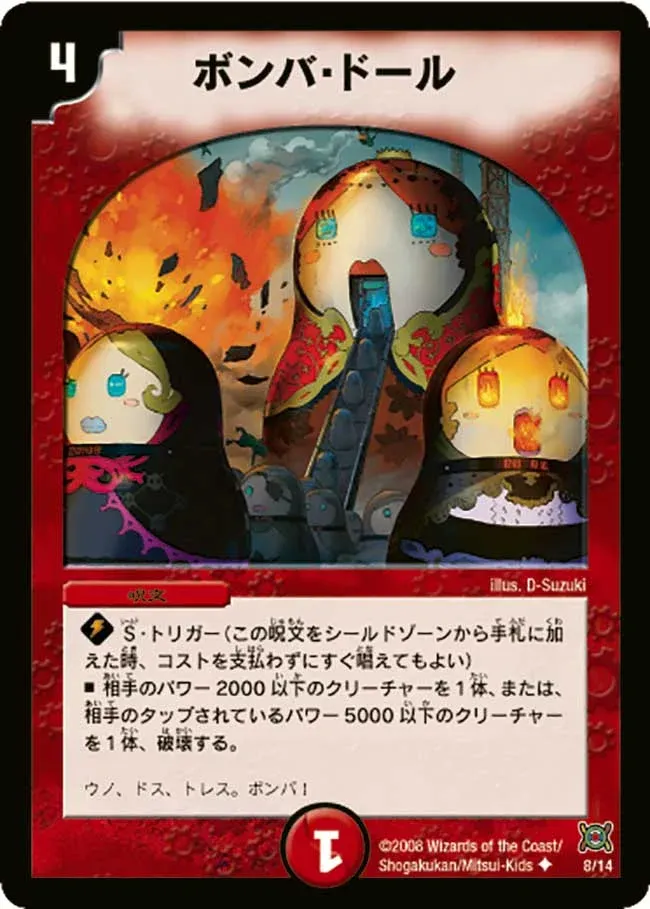 4
ボンバ・ドール
illus. D-Suzuki
呪文
S・トリガー(この呪文をシールドゾーンから手札に加
えた時、コストを支払わずにすぐ唱えてもよい)
■ 相手のパワー2000以下のクリーチャーを1体、または、
相手のタップされているパワー5000以下のクリーチャー
を1体、破壊する。
ウノ、ドス、トレス。ボンバ!
1
©2008 Wizards of the Coast/
Shogakukan/Mitsui-Kids
8/14